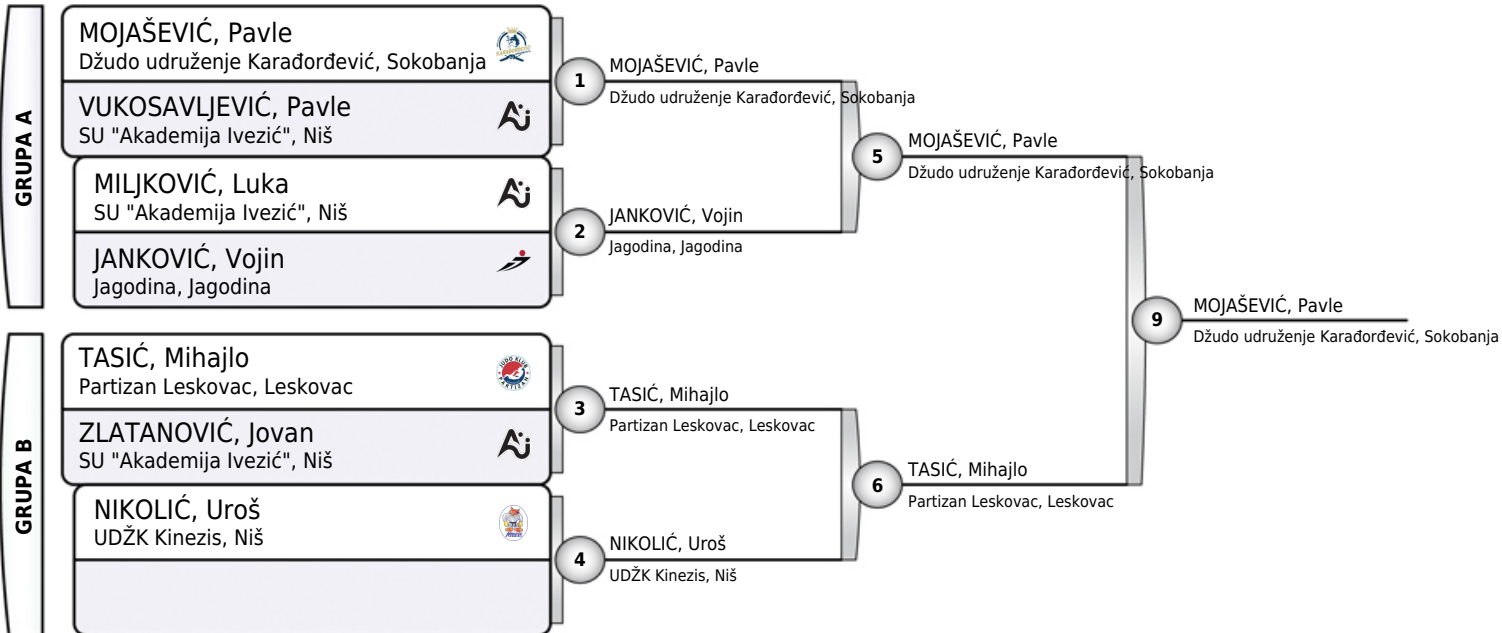 GRUPA A
MOJAŠEVIĆ, Pavle
Džudo udruženje Karađorđević, Sokobanja
VUKOSAVLJEVIĆ, Pavle
SU "Akademija Ivezić", Niš
MILJKOVIĆ, Luka
SU "Akademija Ivezić", Niš
JANKOVIĆ, Vojin
Jagodina, Jagodina
GRUPA B
TASIĆ, Mihajlo
Partizan Leskovac, Leskovac
ZLATANOVIĆ, Jovan
SU "Akademija Ivezić", Niš
NIKOLIĆ, Uroš
UDŽK Kinezis, Niš
1
MOJAŠEVIĆ, Pavle
Džudo udruženje Karađorđević, Sokobanja
2
JANKOVIĆ, Vojin
Jagodina, Jagodina
3
TASIĆ, Mihajlo
Partizan Leskovac, Leskovac
4
NIKOLIĆ, Uroš
UDŽK Kinezis, Niš
5
MOJAŠEVIĆ, Pavle
Džudo udruženje Karađorđević, Sokobanja
6
TASIĆ, Mihajlo
Partizan Leskovac, Leskovac
9
MOJAŠEVIĆ, Pavle
Džudo udruženje Karađorđević, Sokobanja